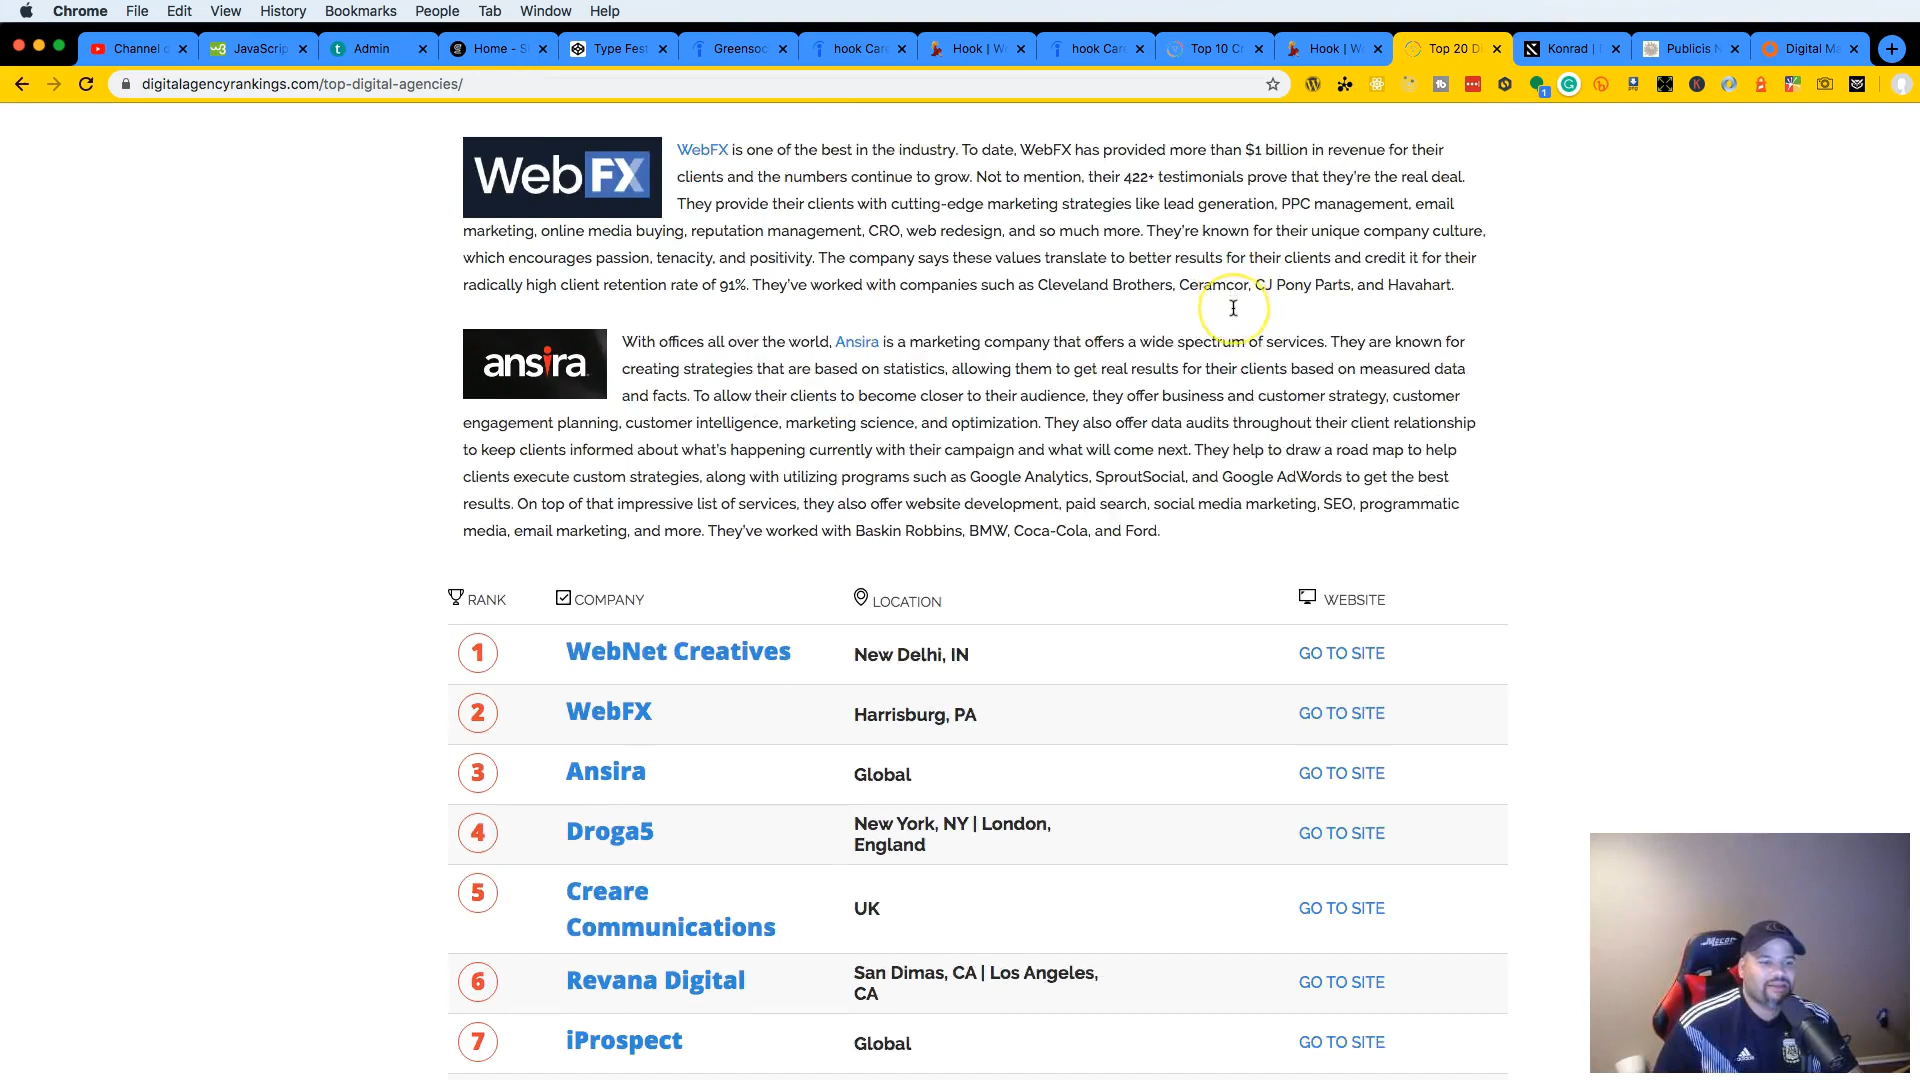 Chrome File Edit View History Bookmarks People Tab Window Help
Channel d JavaScrip Admin Home - S Type Fest Greensoc hook Car Hook | W hook Car Top 10 Cr Hook | W Top 20 D Konrad | Publicis Digital Ma
digitalagencyrankings.com/top-digital-agencies/
WebFX
WebFX is one of the best in the industry. To date, WebFX has provided more than $1 billion in revenue for their
clients and the numbers continue to grow. Not to mention, their 422+ testimonials prove that they're the real deal.
They provide their clients with cutting-edge marketing strategies like lead generation, PPC management, email
marketing, online media buying, reputation management, CRO, web redesign, and so much more. They're known for their unique company culture,
which encourages passion, tenacity, and positivity. The company says these values translate to better results for their clients and credit it for their
radically high client retention rate of 91%. They've worked with companies such as Cleveland Brothers, Ceramcor, CJ Pony Parts, and Havahart.
ansira
With offices all over the world, Ansira is a marketing company that offers a wide spectrum of services. They are known for
creating strategies that are based on statistics, allowing them to get real results for their clients based on measured data
and facts. To allow their clients to become closer to their audience, they offer business and customer strategy, customer
engagement planning, customer intelligence, marketing science, and optimization. They also offer data audits throughout their client relationship
to keep clients informed about what's happening currently with their campaign and what will come next. They help to draw a road map to help
clients execute custom strategies, along with utilizing programs such as Google Analytics, SproutSocial, and Google AdWords to get the best
results. On top of that impressive list of services, they also offer website development, paid search, social media marketing, SEO, programmatic
media, email marketing, and more. They've worked with Baskin Robbins, BMW, Coca-Cola, and Ford.
RANK COMPANY LOCATION WEBSITE
1 WebNet Creatives New Delhi, IN GO TO SITE
2 WebFX Harrisburg, PA GO TO SITE
3 Ansira Global GO TO SITE
4 Droga5 New York, NY | London, GO TO SITE
England
5 Creare
Communications UK GO TO SITE
6 Revana Digital San Dimas, CA | Los Angeles, GO TO SITE
CA
7 iProspect Global GO TO SITE